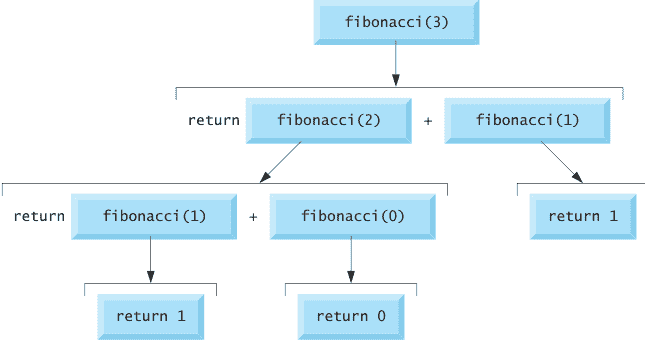 fibonacci(3)
return fibonacci(2) + fibonacci(1)
return fibonacci(1) + fibonacci(0)
return 1
return 1
return 0